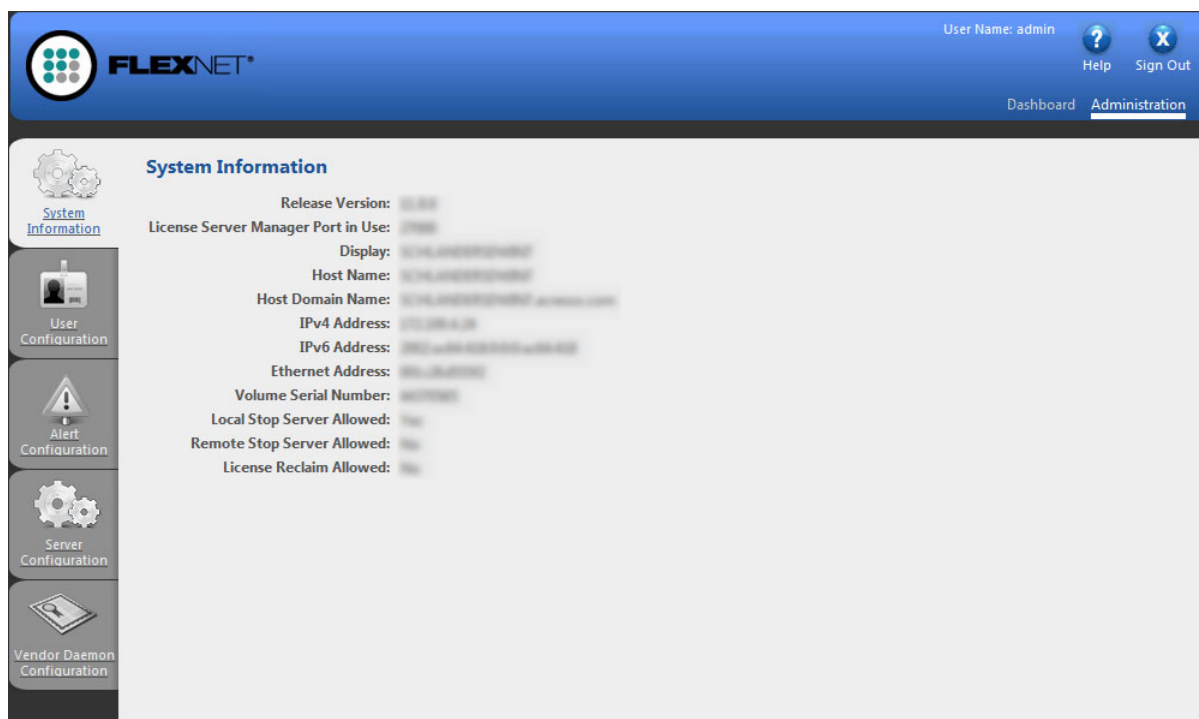 User Name: admin
FLEXNET
Help
Sign Out
Dashboard
Administration
System
Information
User
Configuration
Alert
Configuration
Server
Configuration
Vendor Daemon
Configuration
System Information
Release Version:
License Server Manager Port in Use:
Display:
Host Name:
Host Domain Name:
IPv4 Address:
IPv6 Address:
Ethernet Address:
Volume Serial Number:
Local Stop Server Allowed:
Remote Stop Server Allowed:
License Reclaim Allowed: